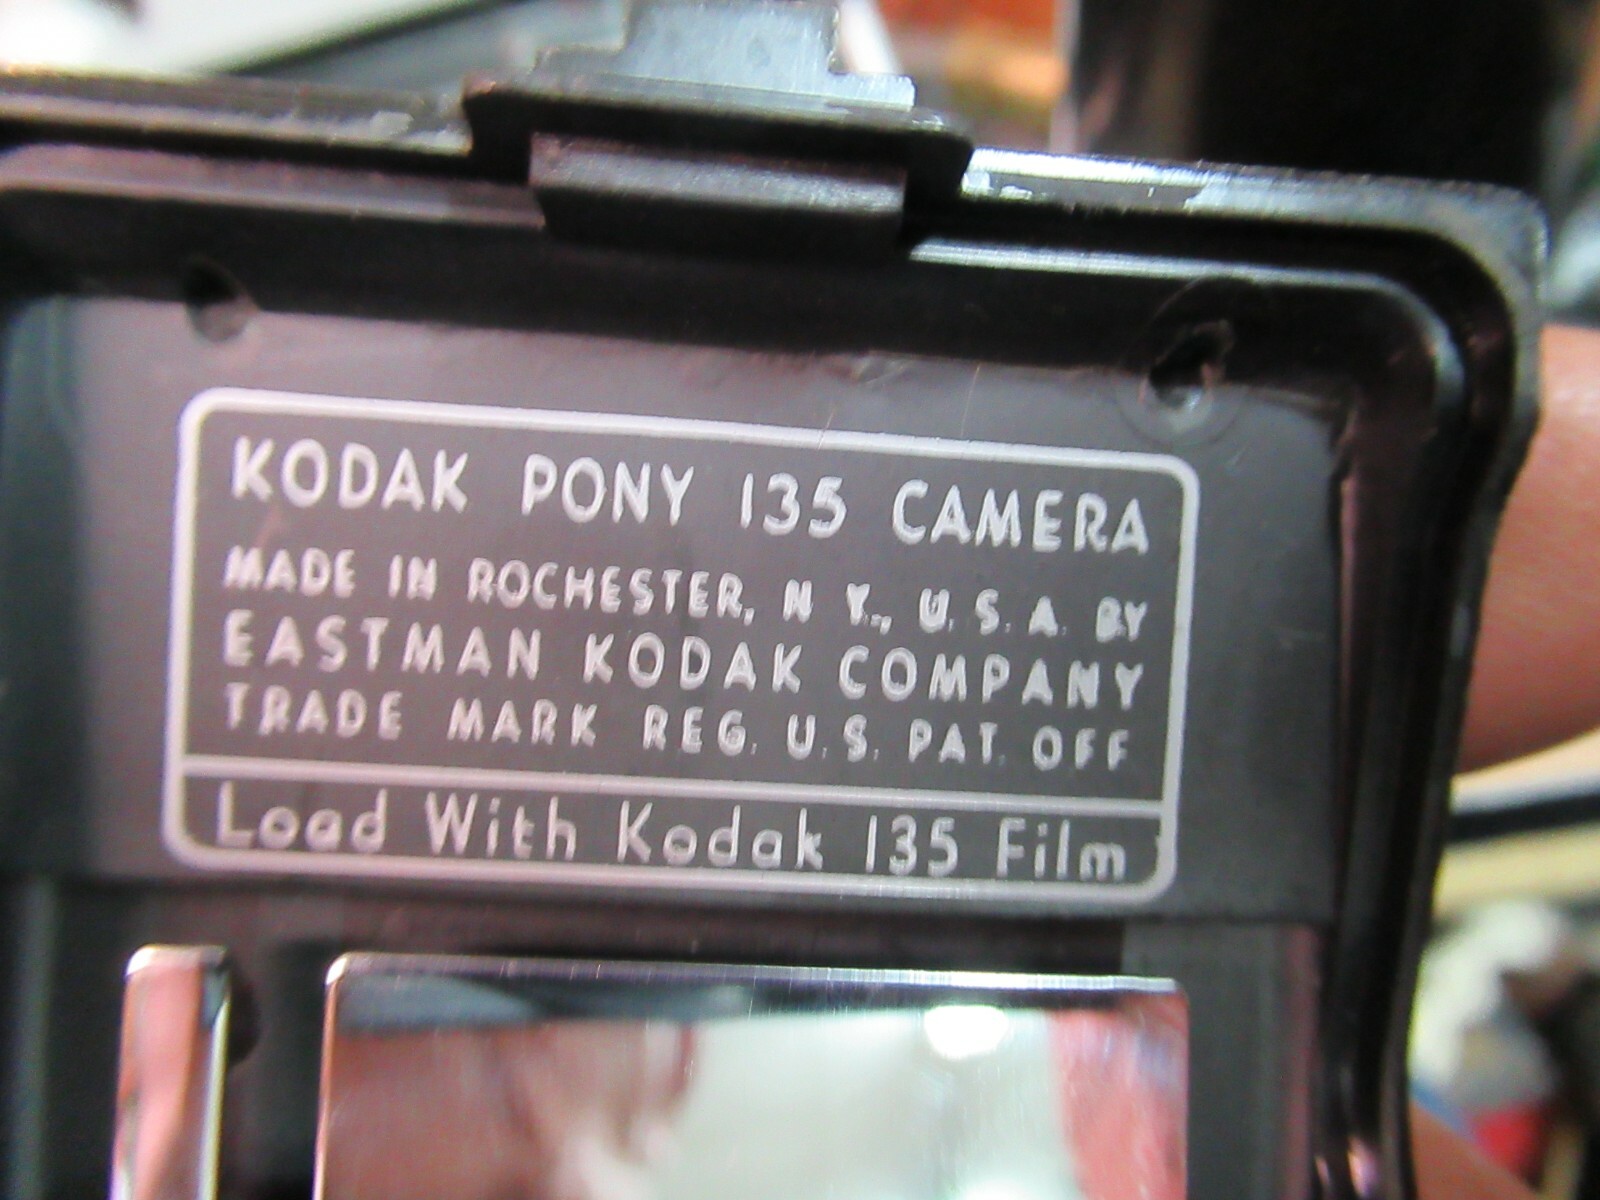 KODAK PONY 135 CAMERA
MADE IN ROCHESTER, N. Y., U. S. A. BY
EASTMAN KODAK COMPANY
TRADE MARK REG. U. S. PAT. OFF
Load With Kodak 135 Film